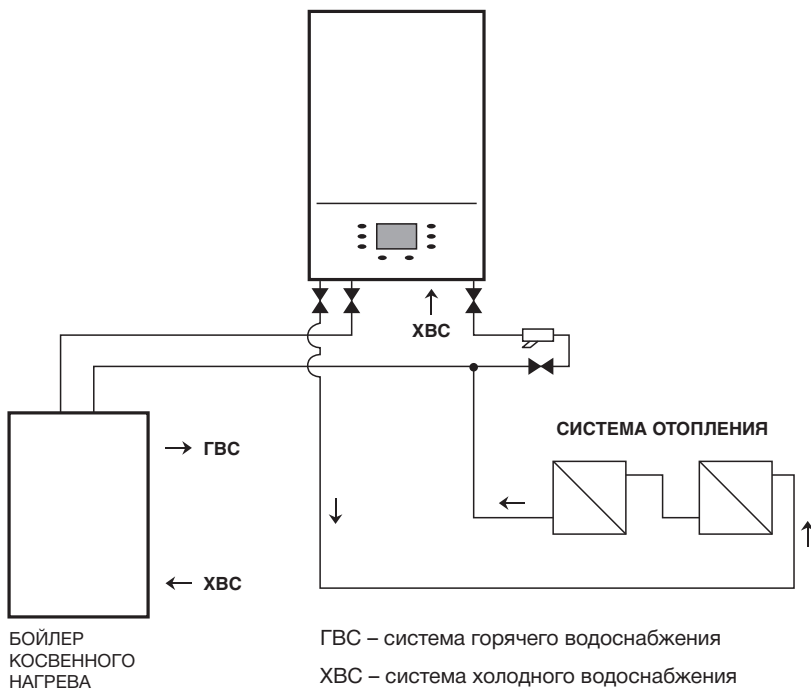 ХВС
СИСТЕМА ОТОПЛЕНИЯ
ГВС
ХВС
БОЙЛЕР
КОСВЕННОГО
НАГРЕВА
ГВС – система горячего водоснабжения
ХВС – система холодного водоснабжения